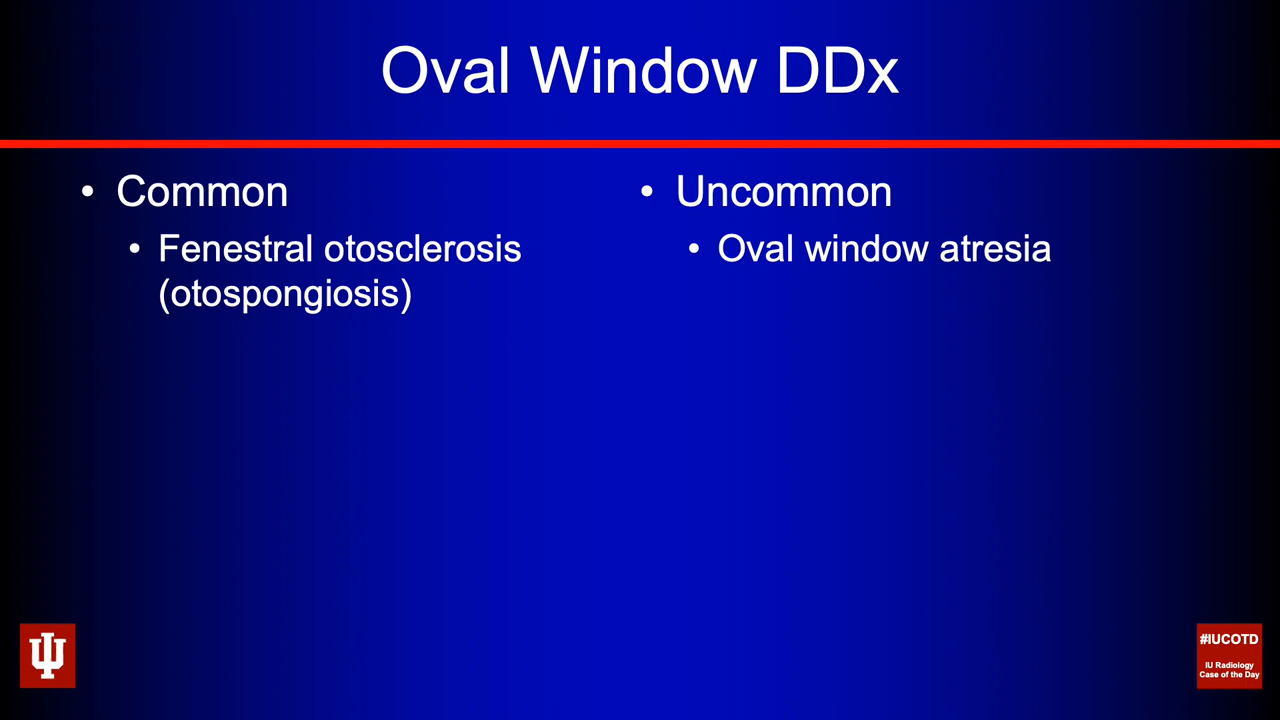 Oval Window DDx
• Common
• Fenestral otosclerosis
(otospongiosis)
• Uncommon
• Oval window atresia
#IUCOTD
IU Radiology
Case of the Day